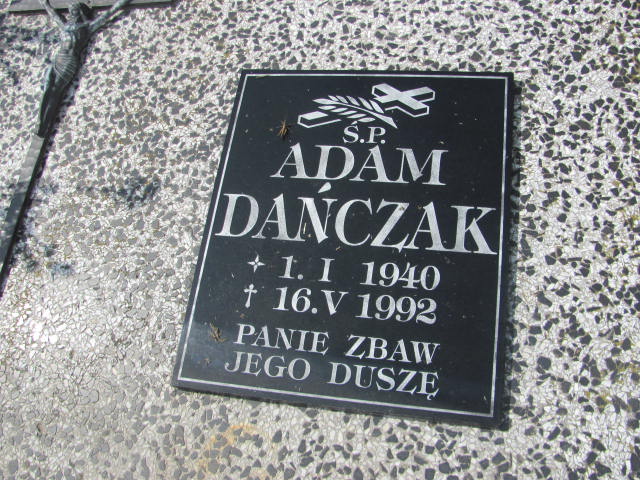 Ś.P.
ADAM
DAŃCZAK
1. I 1940
16. V 1992
PANIE ZBAW
JEGO DUSZĘ